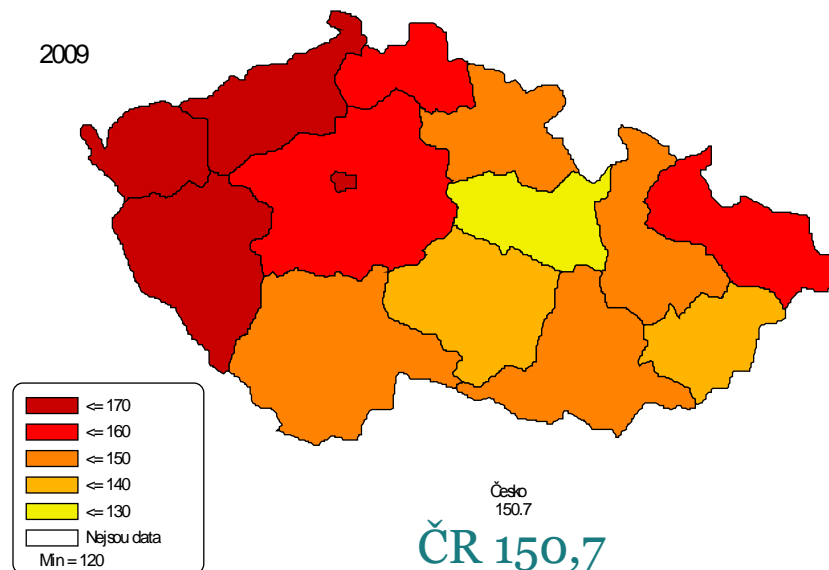 2009
<= 170
<= 160
<= 150
<= 140
<= 130
Nejsou data
Min = 120
Česko
150.7
ČR 150,7